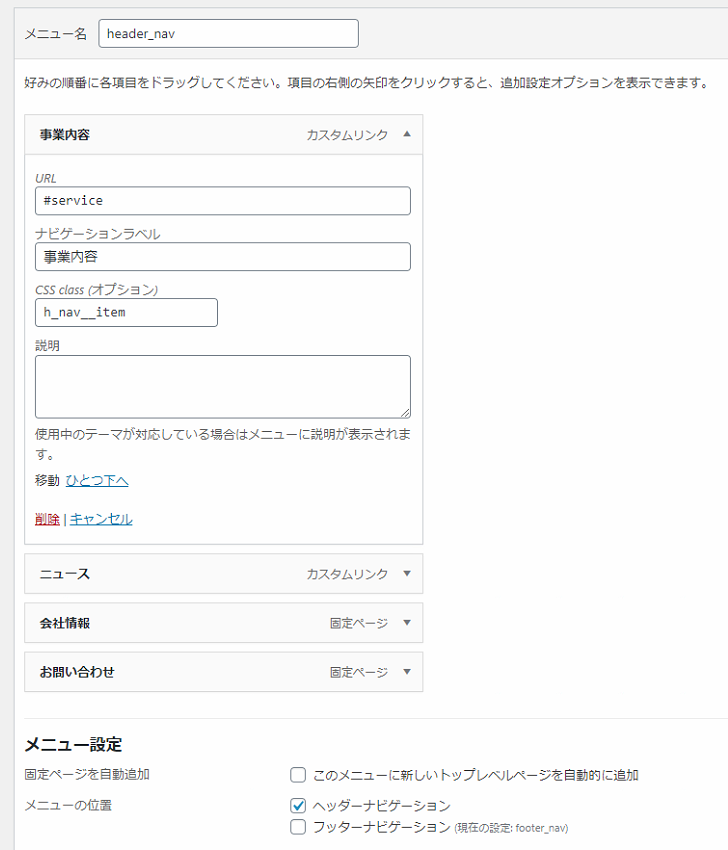 メニュー名 header_nav
好みの順番に各項目をドラッグしてください。項目の右側の矢印をクリックすると、追加設定オプションを表示できます。
事業内容 カスタムリンク ▲
URL
#service
ナビゲーションラベル
事業内容
CSS class (オプション)
h_nav__item
説明
使用中のテーマが対応している場合はメニューに説明が表示されま
す。
移動 ひとつ下へ
削除 | キャンセル
ニュース カスタムリンク ▼
会社情報 固定ページ ▼
お問い合わせ 固定ページ ▼
メニュー設定
固定ページを自動追加 このメニューに新しいトップレベルページを自動的に追加
メニューの位置 ヘッダーナビゲーション
フッターナビゲーション (現在の設定: footer_nav)